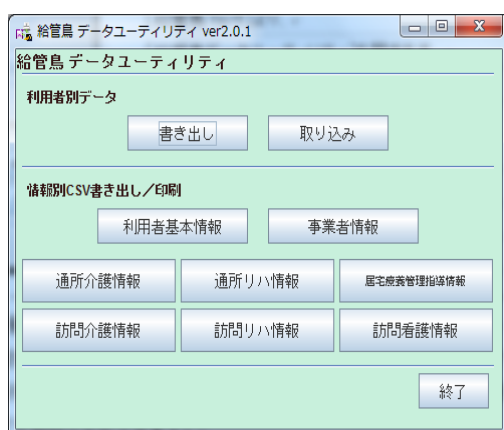 給管鳥 データユーティリティ ver2.0.1
給管鳥 データユーティリティ
利用者別データ
書き出し 取り込み
情報別CSV書き出し／印刷
利用者基本情報 事業者情報
通所介護情報 通所リハ情報 居宅療養管理指導情報
訪問介護情報 訪問リハ情報 訪問看護情報
終了